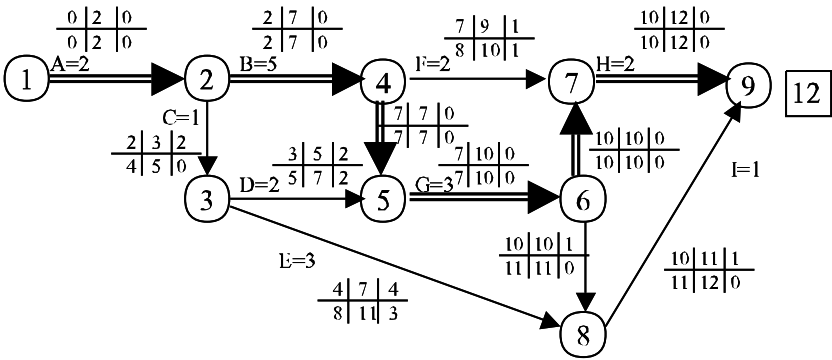 0 2 0
0 2 0
2 7 0
2 7 0
7 9 1
8 10 1
10 12 0
10 12 0
1
A=2
2
B=5
4
F=2
7
H=2
9
12
C=1
7 7 0
7 7 0
2 3 2
4 5 0
3 5 2
5 7 2
7 10 0
7 10 0
10 10 0
10 10 0
I=1
3
D=2
5
G=3
6
E=3
10 10 1
11 11 0
10 11 1
11 12 0
4 7 4
8 11 3
8